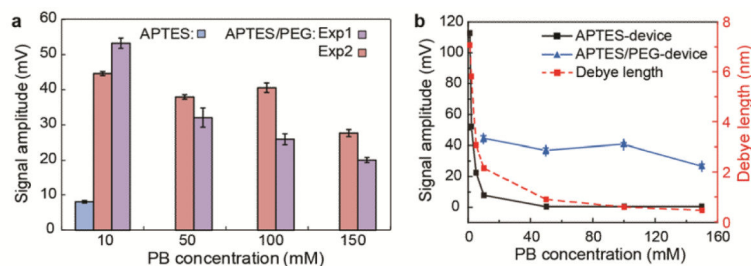 a
APTES: APTES/PEG: Exp1
Exp2
Signal amplitude (mV)
60
50
40
30
20
10
0
10 50 100 150
PB concentration (mM)
b
APTES-device
APTES/PEG-device
Debye length
Signal amplitude (mV)
120
100
80
60
40
20
0
0 40 80 120 160
PB concentration (mM)
8
6
4
2
0
Debye length (nm)